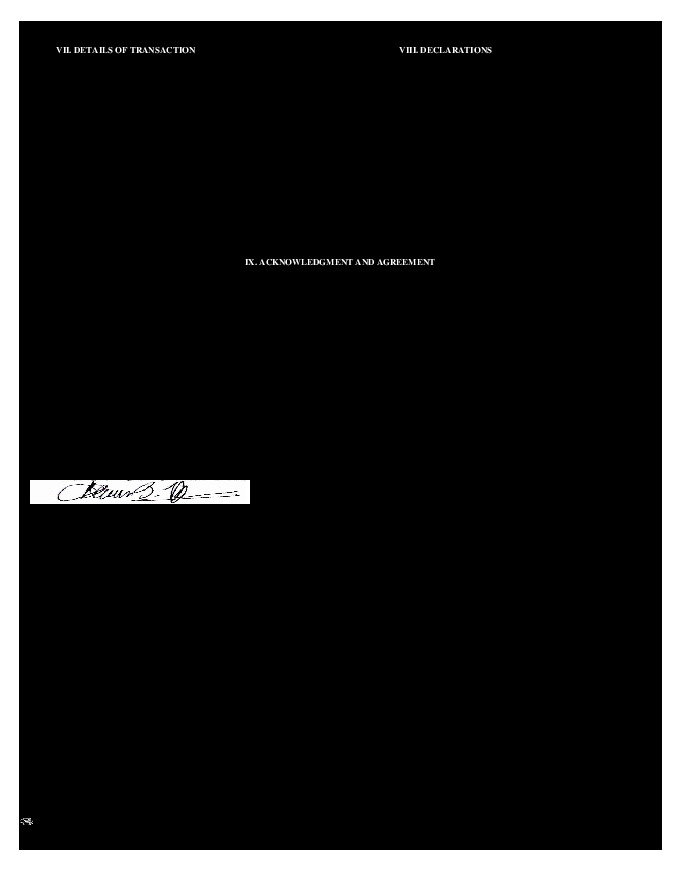 VII. DETAILS OF TRANSACTION
VIII. DECLARATIONS
IX. ACKNOWLEDGMENT AND AGREEMENT